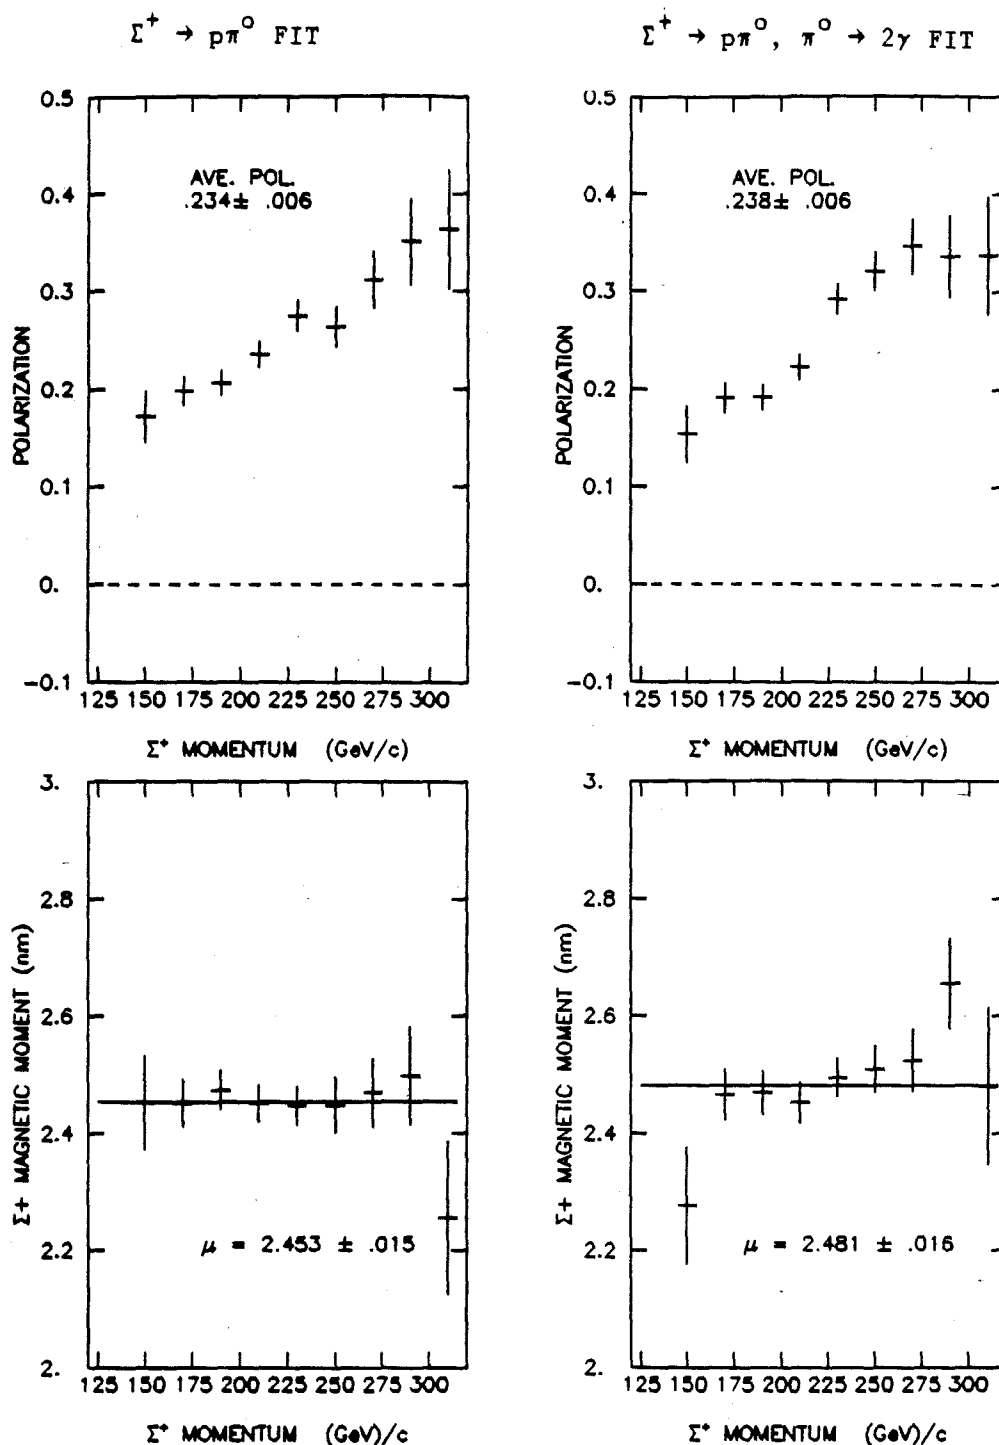 Σ⁺ → pπ⁰ FIT
Σ⁺ → pπ⁰, π⁰ → 2γ FIT
0.5
0.4
0.3
0.2
0.1
0.
-0.1
POLARIZATION
AVE. POL.
.234± .006
125 150 175 200 225 250 275 300
Σ⁺ MOMENTUM (GeV/c)
0.5
0.4
0.3
0.2
0.1
0.
-0.1
POLARIZATION
AVE. POL.
.238± .006
125 150 175 200 225 250 275 300
Σ⁺ MOMENTUM (GeV/c)
3.
2.8
2.6
2.4
2.2
2.
Σ+ MAGNETIC MOMENT (nm)
μ = 2.453 ± .015
125 150 175 200 225 250 275 300
Σ⁺ MOMENTUM (GeV)/c
3.
2.8
2.6
2.4
2.2
2.
Σ+ MAGNETIC MOMENT (nm)
μ = 2.481 ± .016
125 150 175 200 225 250 275 300
Σ⁺ MOMENTUM (GeV)/c